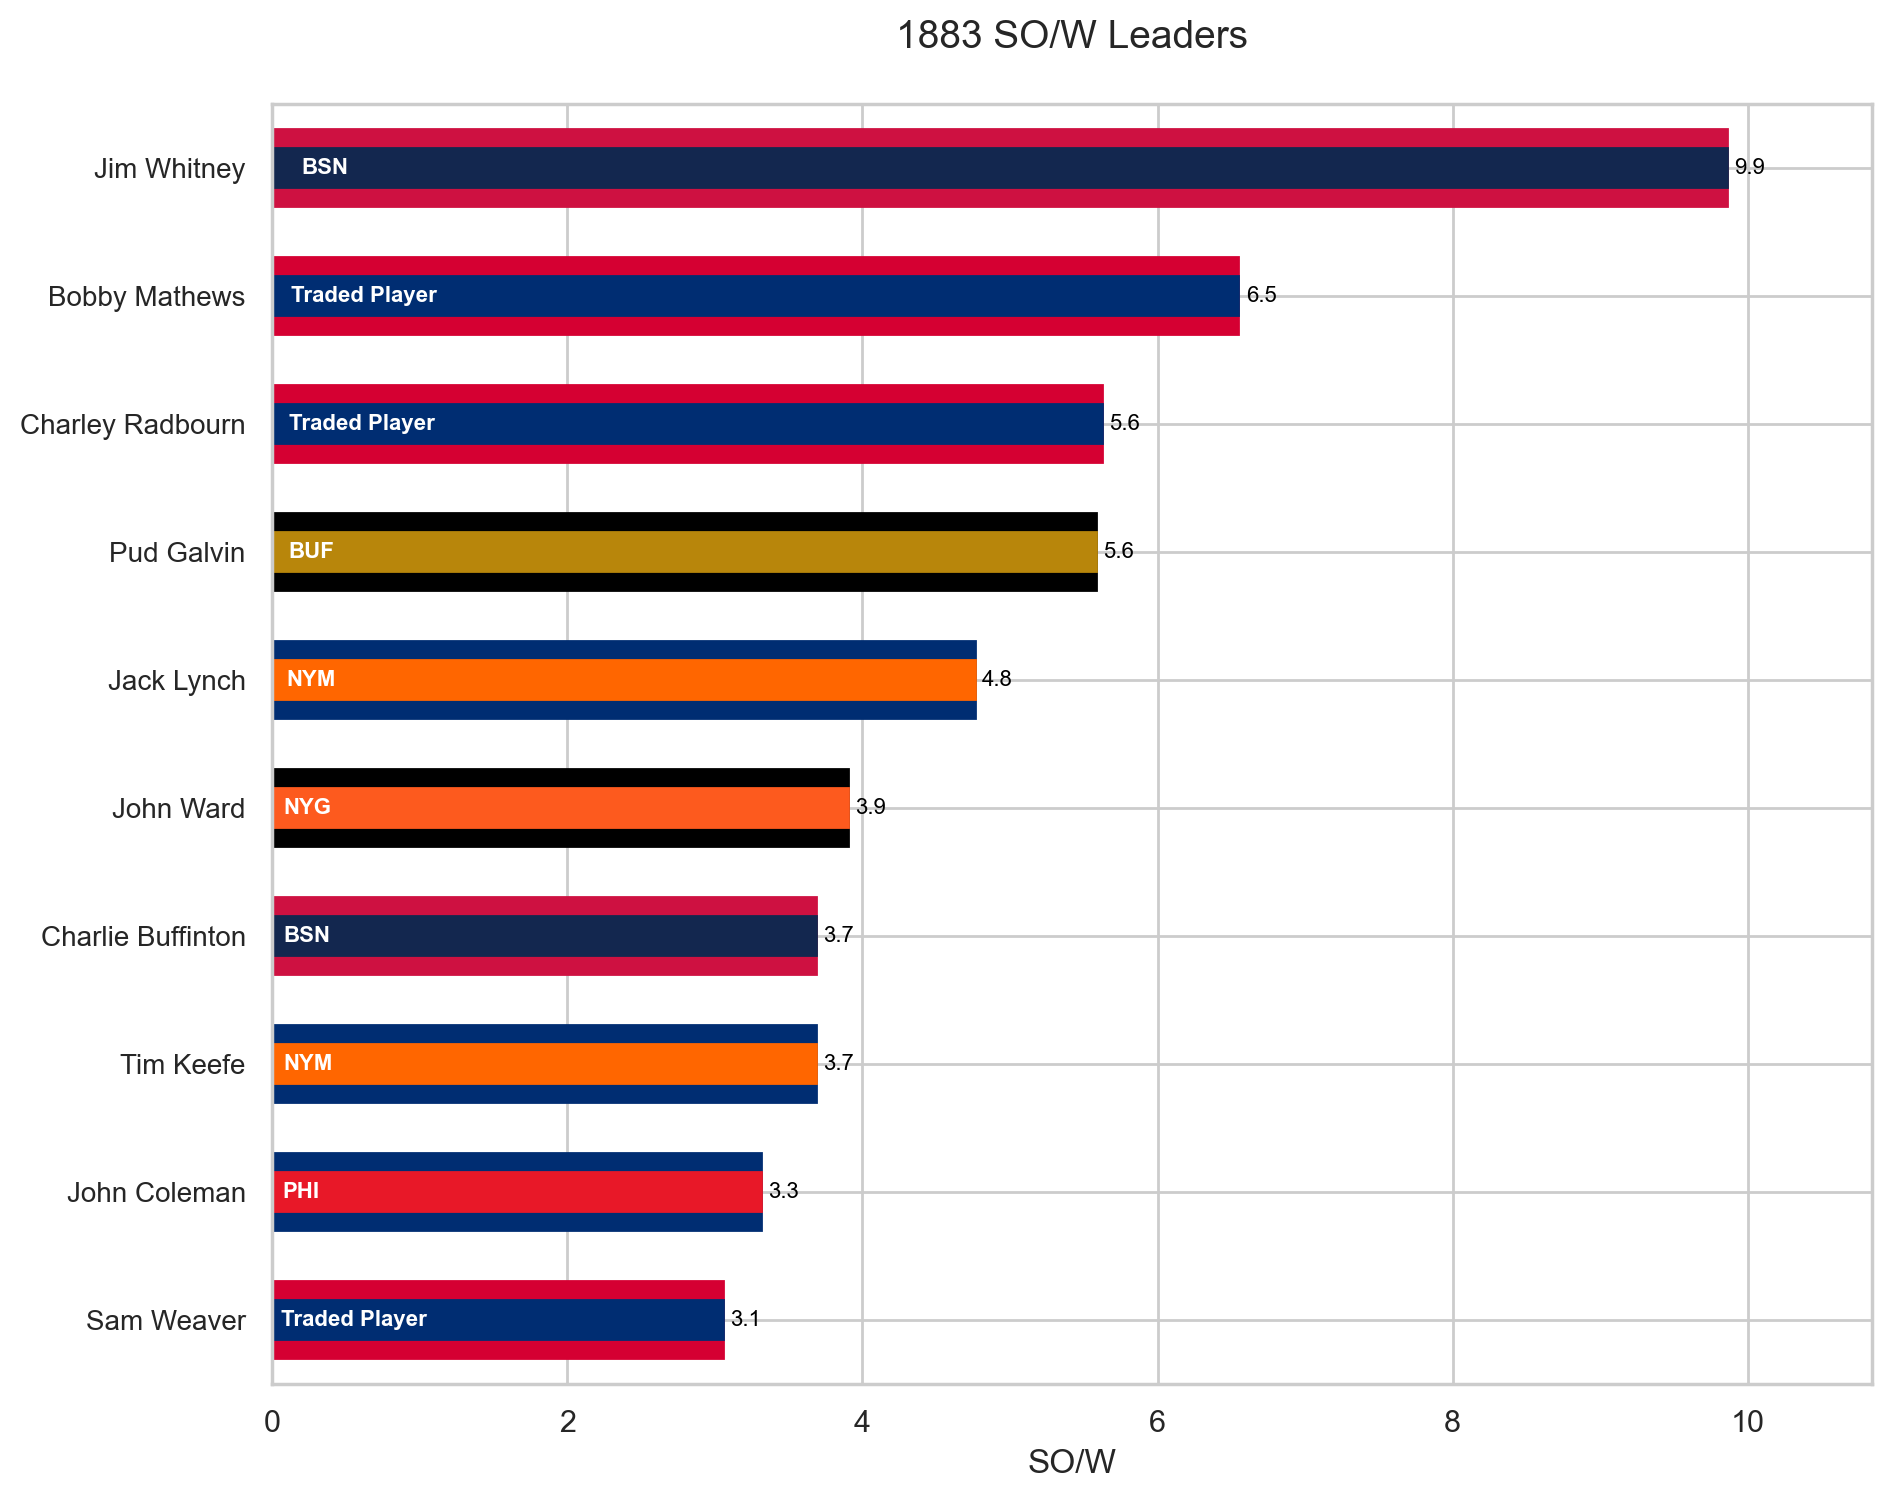 1883 SO/W Leaders
Jim Whitney BSN 9.9
Bobby Mathews Traded Player 6.5
Charley Radbourn Traded Player 5.6
Pud Galvin BUF 5.6
Jack Lynch NYM 4.8
John Ward NYG 3.9
Charlie Buffinton BSN 3.7
Tim Keefe NYM 3.7
John Coleman PHI 3.3
Sam Weaver Traded Player 3.1
0 2 4 6 8 10
SO/W